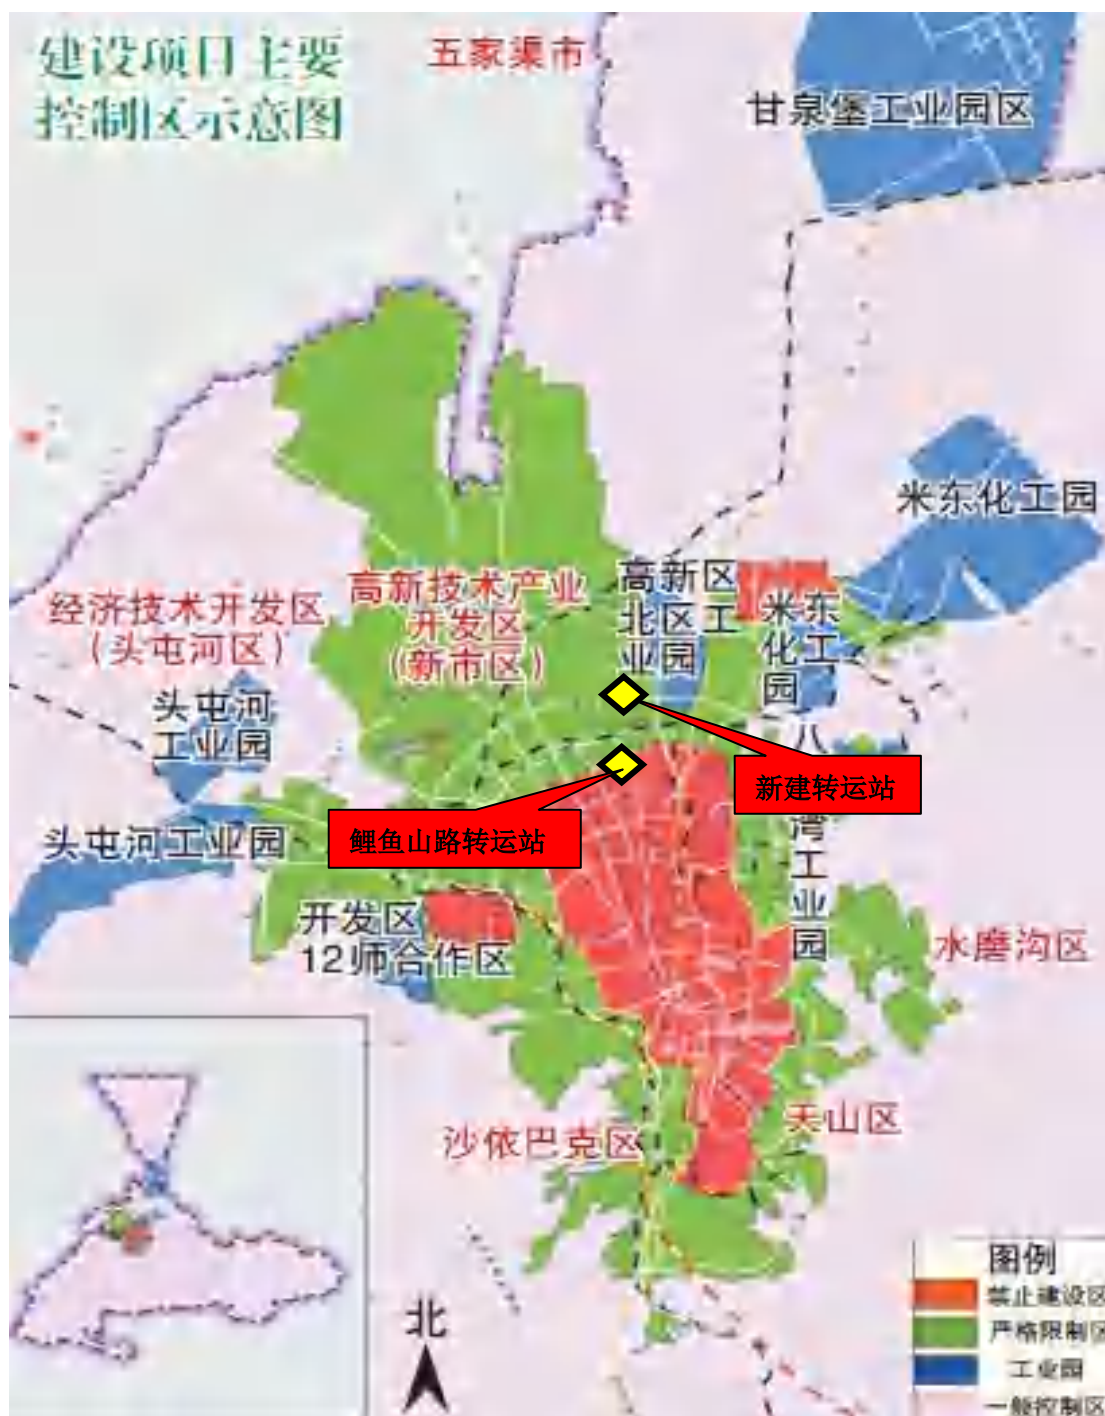 建设项目主要
控制区示意图
五家渠市
甘泉堡工业园区
米东化工园
高新区
北区工
业园
米东
化工
园
高新技术产业
开发区
(新市区)
经济技术开发区
(头屯河区)
头屯河
工业园
八
湾工业园
新建转运站
鲤鱼山路转运站
头屯河工业园
开发区
12师合作区
水磨沟区
天山区
沙依巴克区
北
图例
禁止建设区
严格限制区
工业园
一般控制区